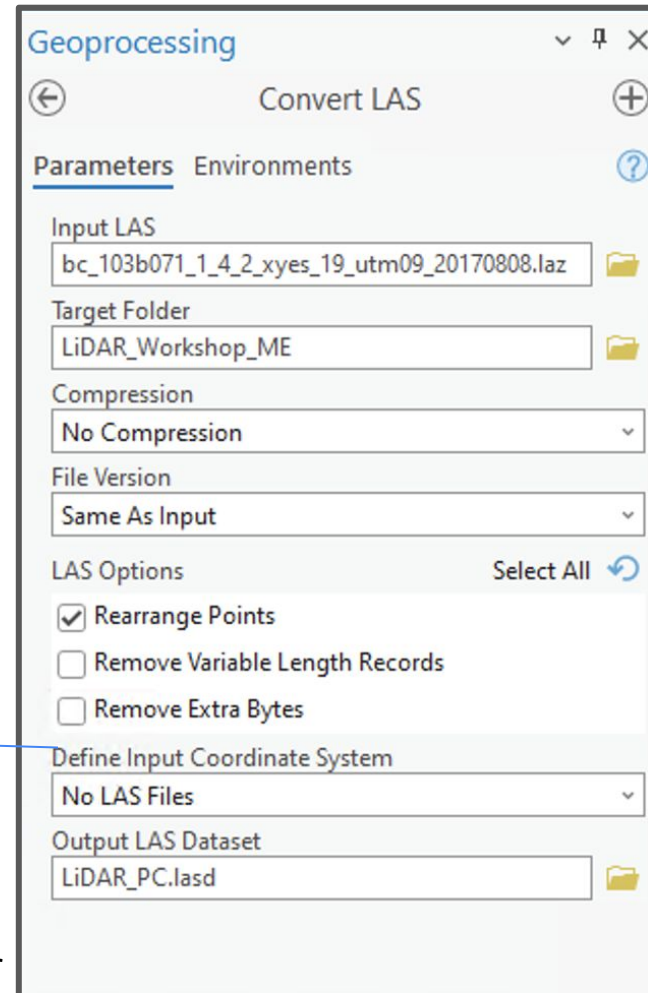 Geoprocessing
Convert LAS
Parameters Environments
Input LAS
bc_103b071_1_4_2_xyes_19_utm09_20170808.laz
Target Folder
LiDAR_Workshop_ME
Compression
No Compression
File Version
Same As Input
LAS Options Select All
Rearrange Points
Remove Variable Length Records
Remove Extra Bytes
Define Input Coordinate System
No LAS Files
Output LAS Dataset
LiDAR_PC.lasd